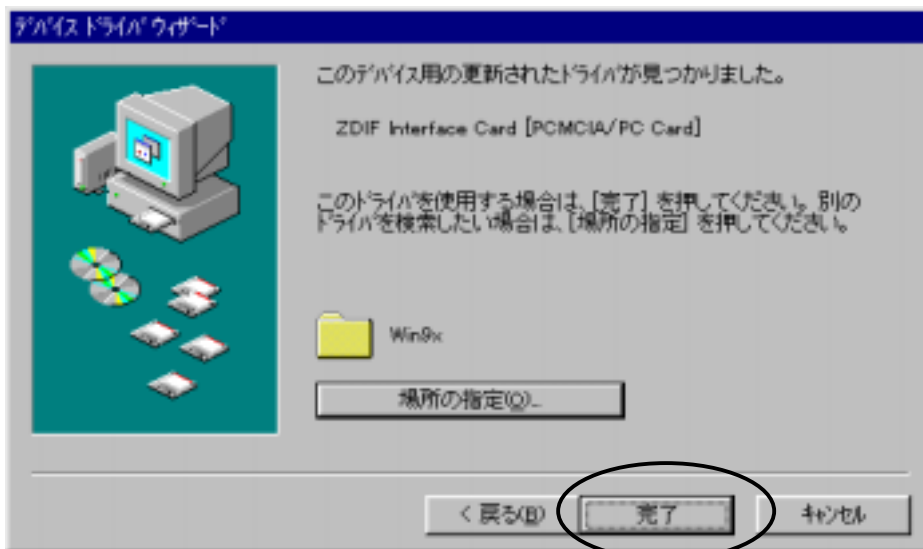 ﾃﾞﾊﾞｲｽ ﾄﾞﾗｲﾊﾞ ｳｨｻﾞｰﾄﾞ
このﾃﾞﾊﾞｲｽ用の更新されたﾄﾞﾗｲﾊﾞが見つかりました。
ZDIF Interface Card [PCMCIA/PC Card]
このﾄﾞﾗｲﾊﾞを使用する場合は、[完了] を押してください。別の
ﾄﾞﾗｲﾊﾞを検索したい場合は、[場所の指定] を押してください。
Win9x
場所の指定(O)...
< 戻る(B)
完了
ｷｬﾝｾﾙ